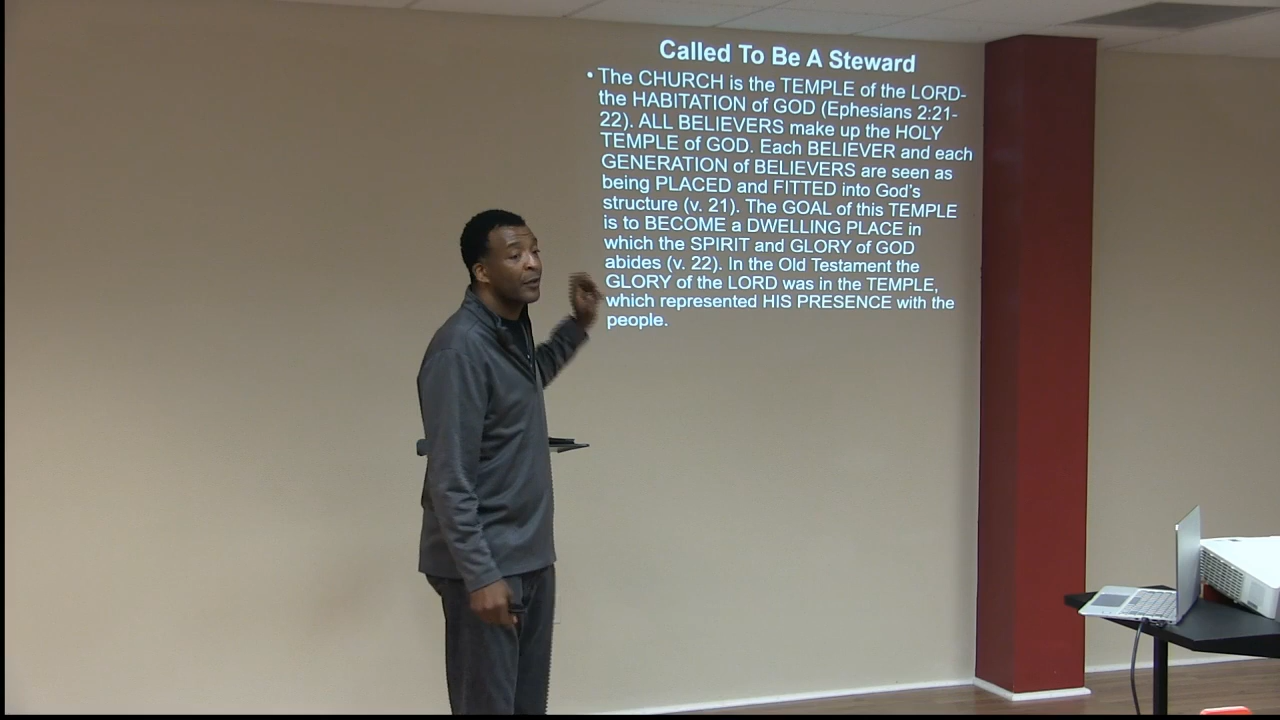 Called To Be A Steward
• The CHURCH is the TEMPLE of the LORD-
the HABITATION of GOD (Ephesians 2:21-
22). ALL BELIEVERS make up the HOLY
TEMPLE of GOD. Each BELIEVER and each
GENERATION of BELIEVERS are seen as
being PLACED and FITTED into God's
structure (v. 21). The GOAL of this TEMPLE
is to BECOME a DWELLING PLACE in
which the SPIRIT and GLORY of GOD
abides (v. 22). In the Old Testament the
GLORY of the LORD was in the TEMPLE,
which represented HIS PRESENCE with the
people.